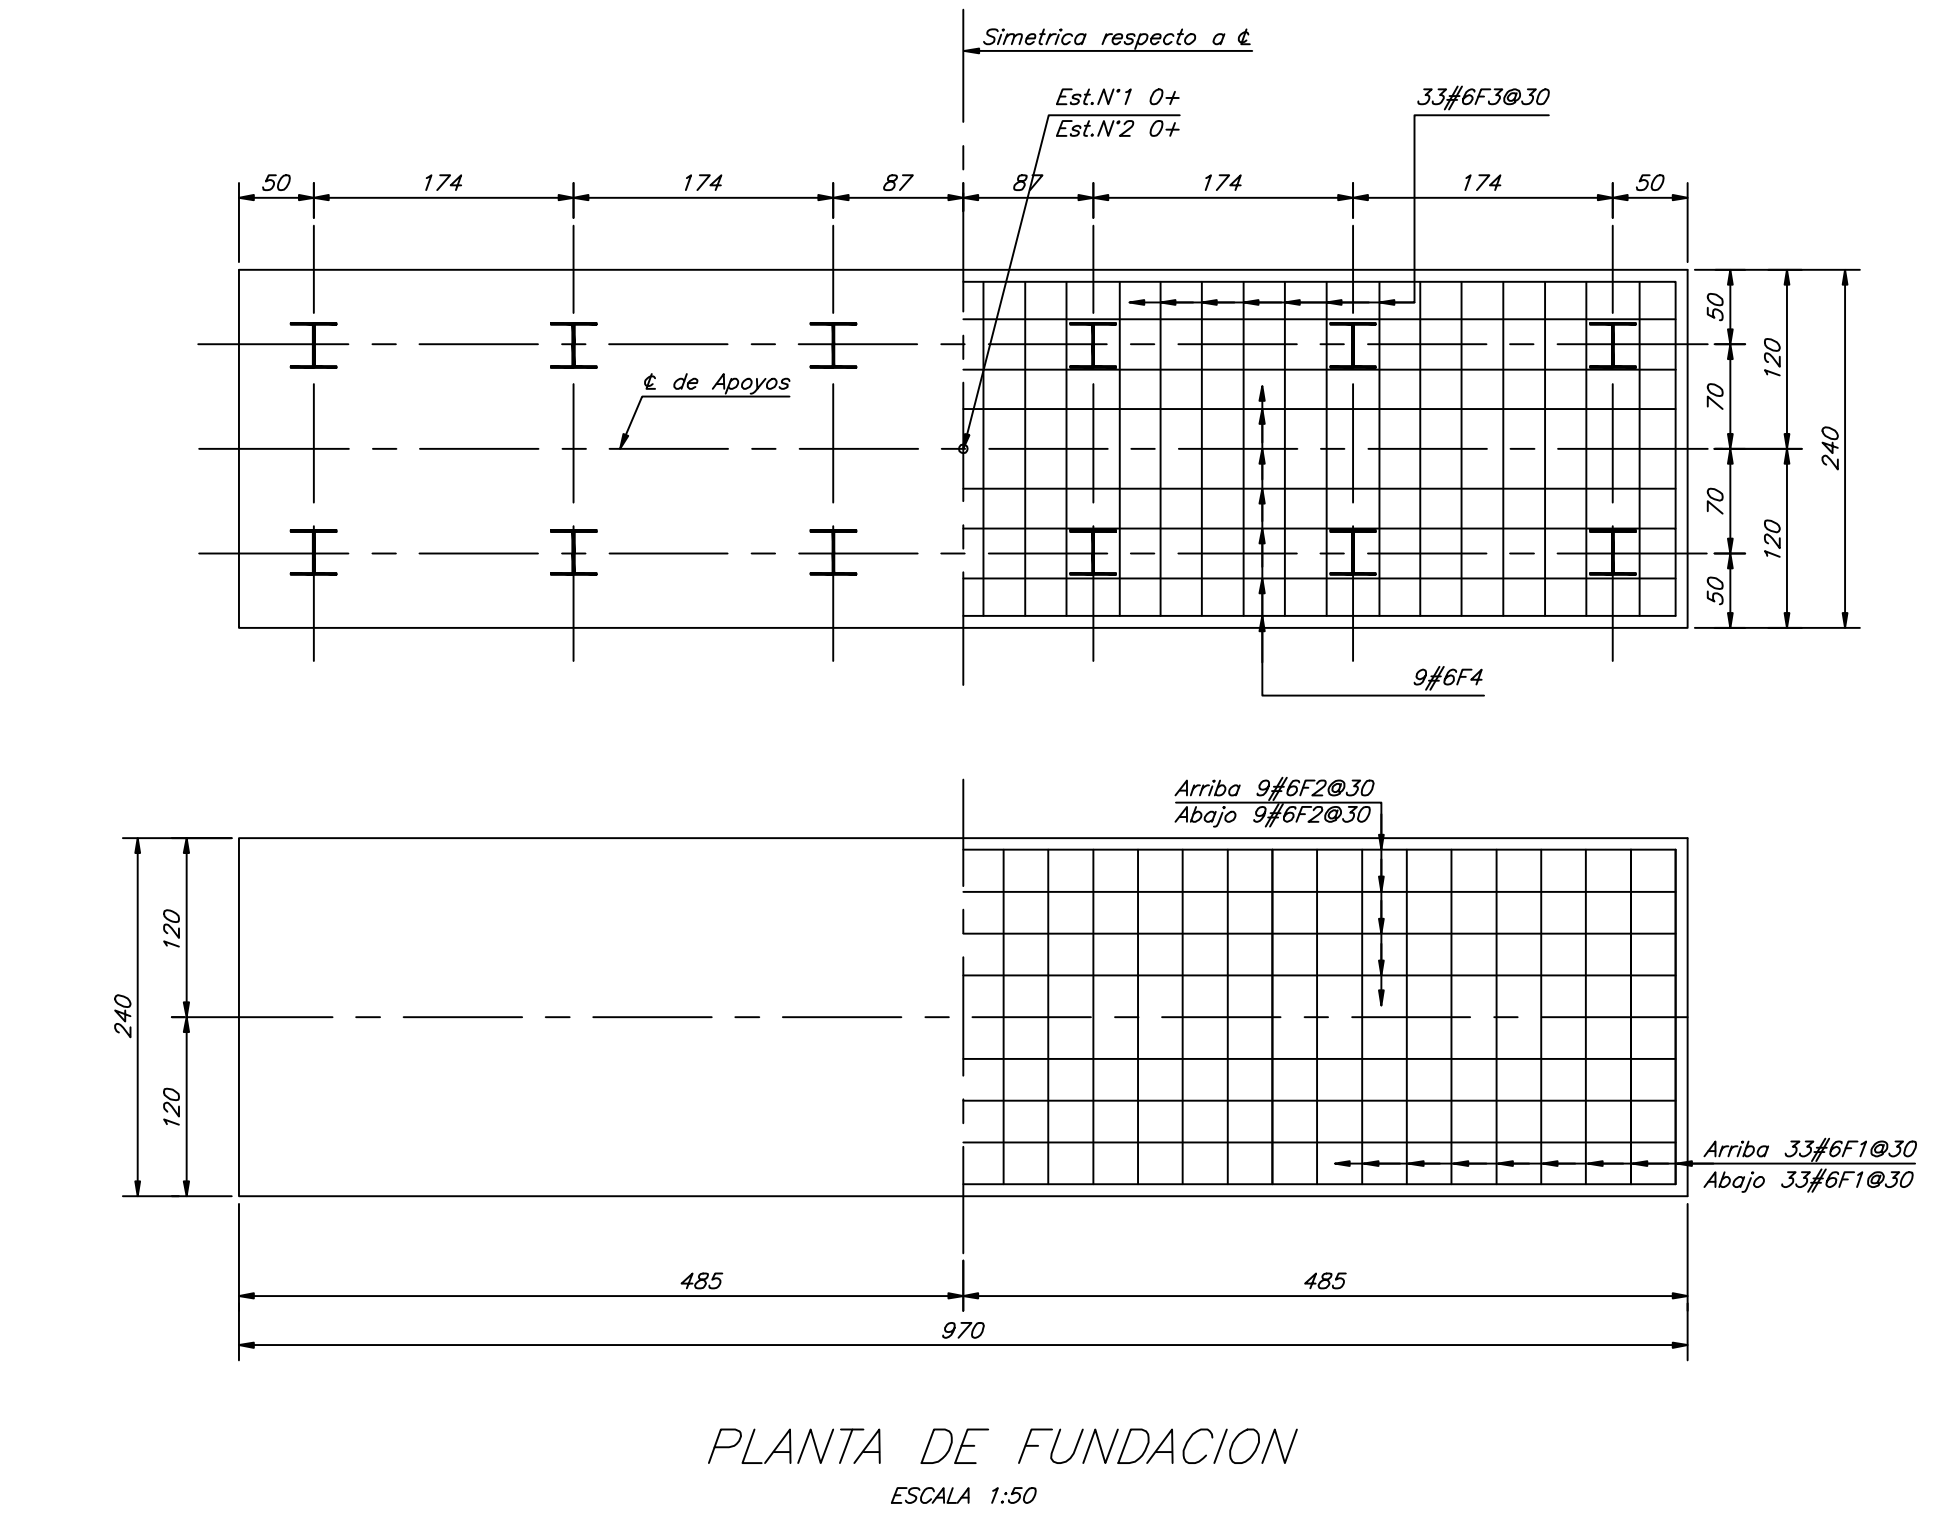 Simetrica respecto a ℄
Est.N°1 0+
Est.N°2 0+
33#6F3@30
50 174 174 87 87 174 174 50
℄ de Apoyos
50
70
70
50
120
120
240
9#6F4
Arriba 9#6F2@30
Abajo 9#6F2@30
120
120
240
Arriba 33#6F1@30
Abajo 33#6F1@30
485 485
970
PLANTA DE FUNDACION
ESCALA 1:50